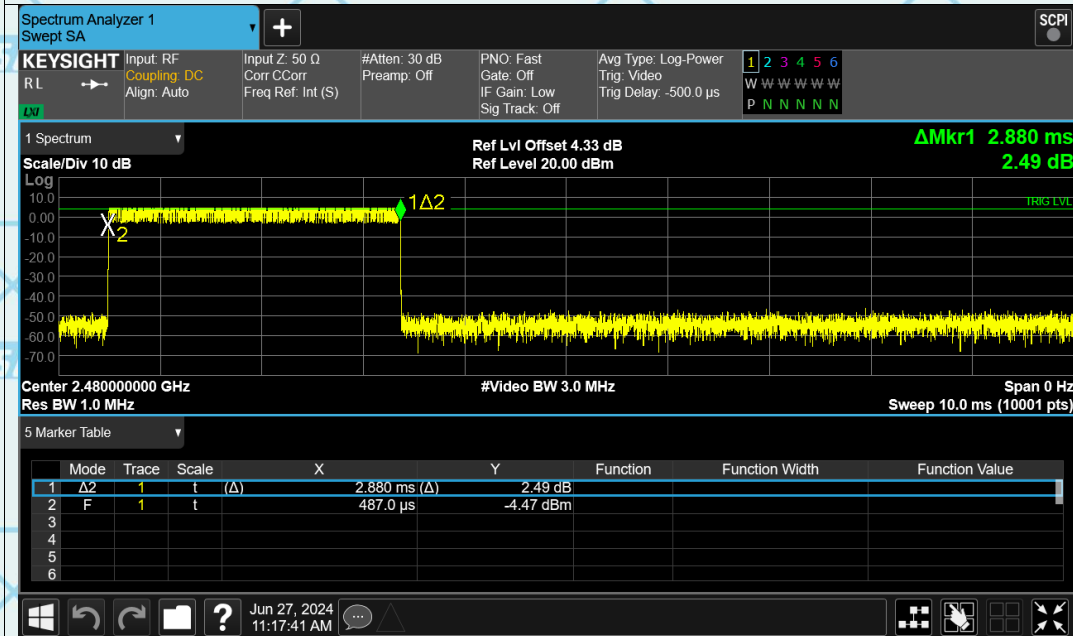 Spectrum Analyzer 1
Swept SA
+
SCPI
KEYSIGHT Input: RF Input Z: 50 Ω #Atten: 30 dB PNO: Fast Avg Type: Log-Power 1 2 3 4 5 6
R L Coupling: DC Corr CCorr Preamp: Off Gate: Off Trig: Video W W W W W W
Align: Auto Freq Ref: Int (S) IF Gain: Low Trig Delay: -500.0 µs P N N N N N
LXI Sig Track: Off
1 Spectrum Ref Lvl Offset 4.33 dB ΔMkr1 2.880 ms
Scale/Div 10 dB Ref Level 20.00 dBm 2.49 dB
Log
10.0 1Δ2 TRIG LVL
0.00
X2
-10.0
-20.0
-30.0
-40.0
-50.0
-60.0
-70.0
Center 2.480000000 GHz #Video BW 3.0 MHz Span 0 Hz
Res BW 1.0 MHz Sweep 10.0 ms (10001 pts)
5 Marker Table
Mode Trace Scale X Y Function Function Width Function Value
1 Δ2 1 t (Δ) 2.880 ms (Δ) 2.49 dB
2 F 1 t 487.0 µs -4.47 dBm
3
4
5
6
? Jun 27, 2024
11:17:41 AM